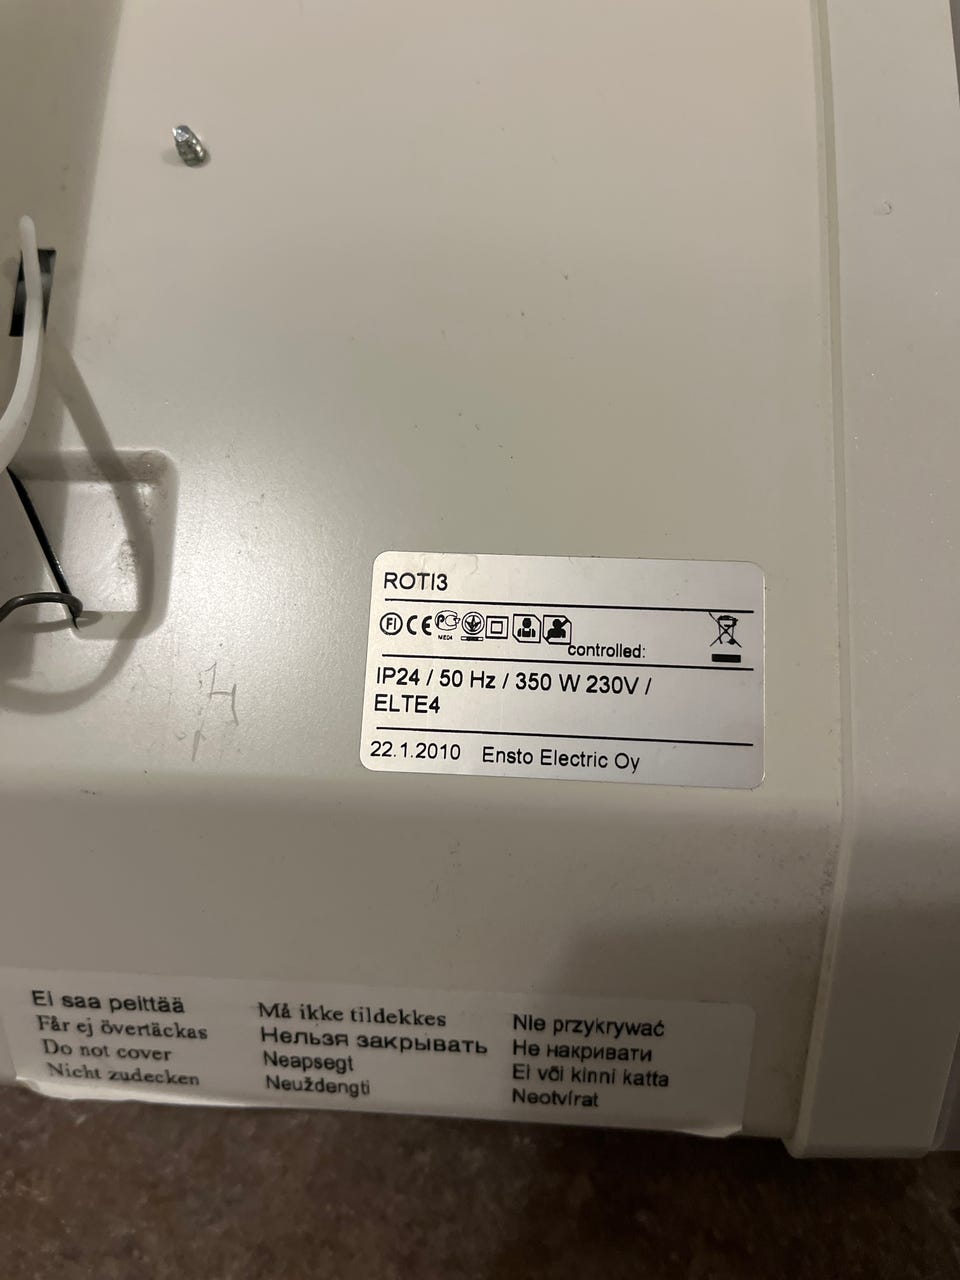 ROTI3
FI CE
controlled:
IP24 / 50 Hz / 350 W 230V /
ELTE4
22.1.2010 Ensto Electric Oy
Ei saa peittää
Får ej övertäckas
Do not cover
Nicht zudecken
Må ikke tildekkes
Нельзя закрывать
Neapsegt
Neuždengti
Nie przykrywać
Не накривати
Ei või kinni katta
Neotvírat